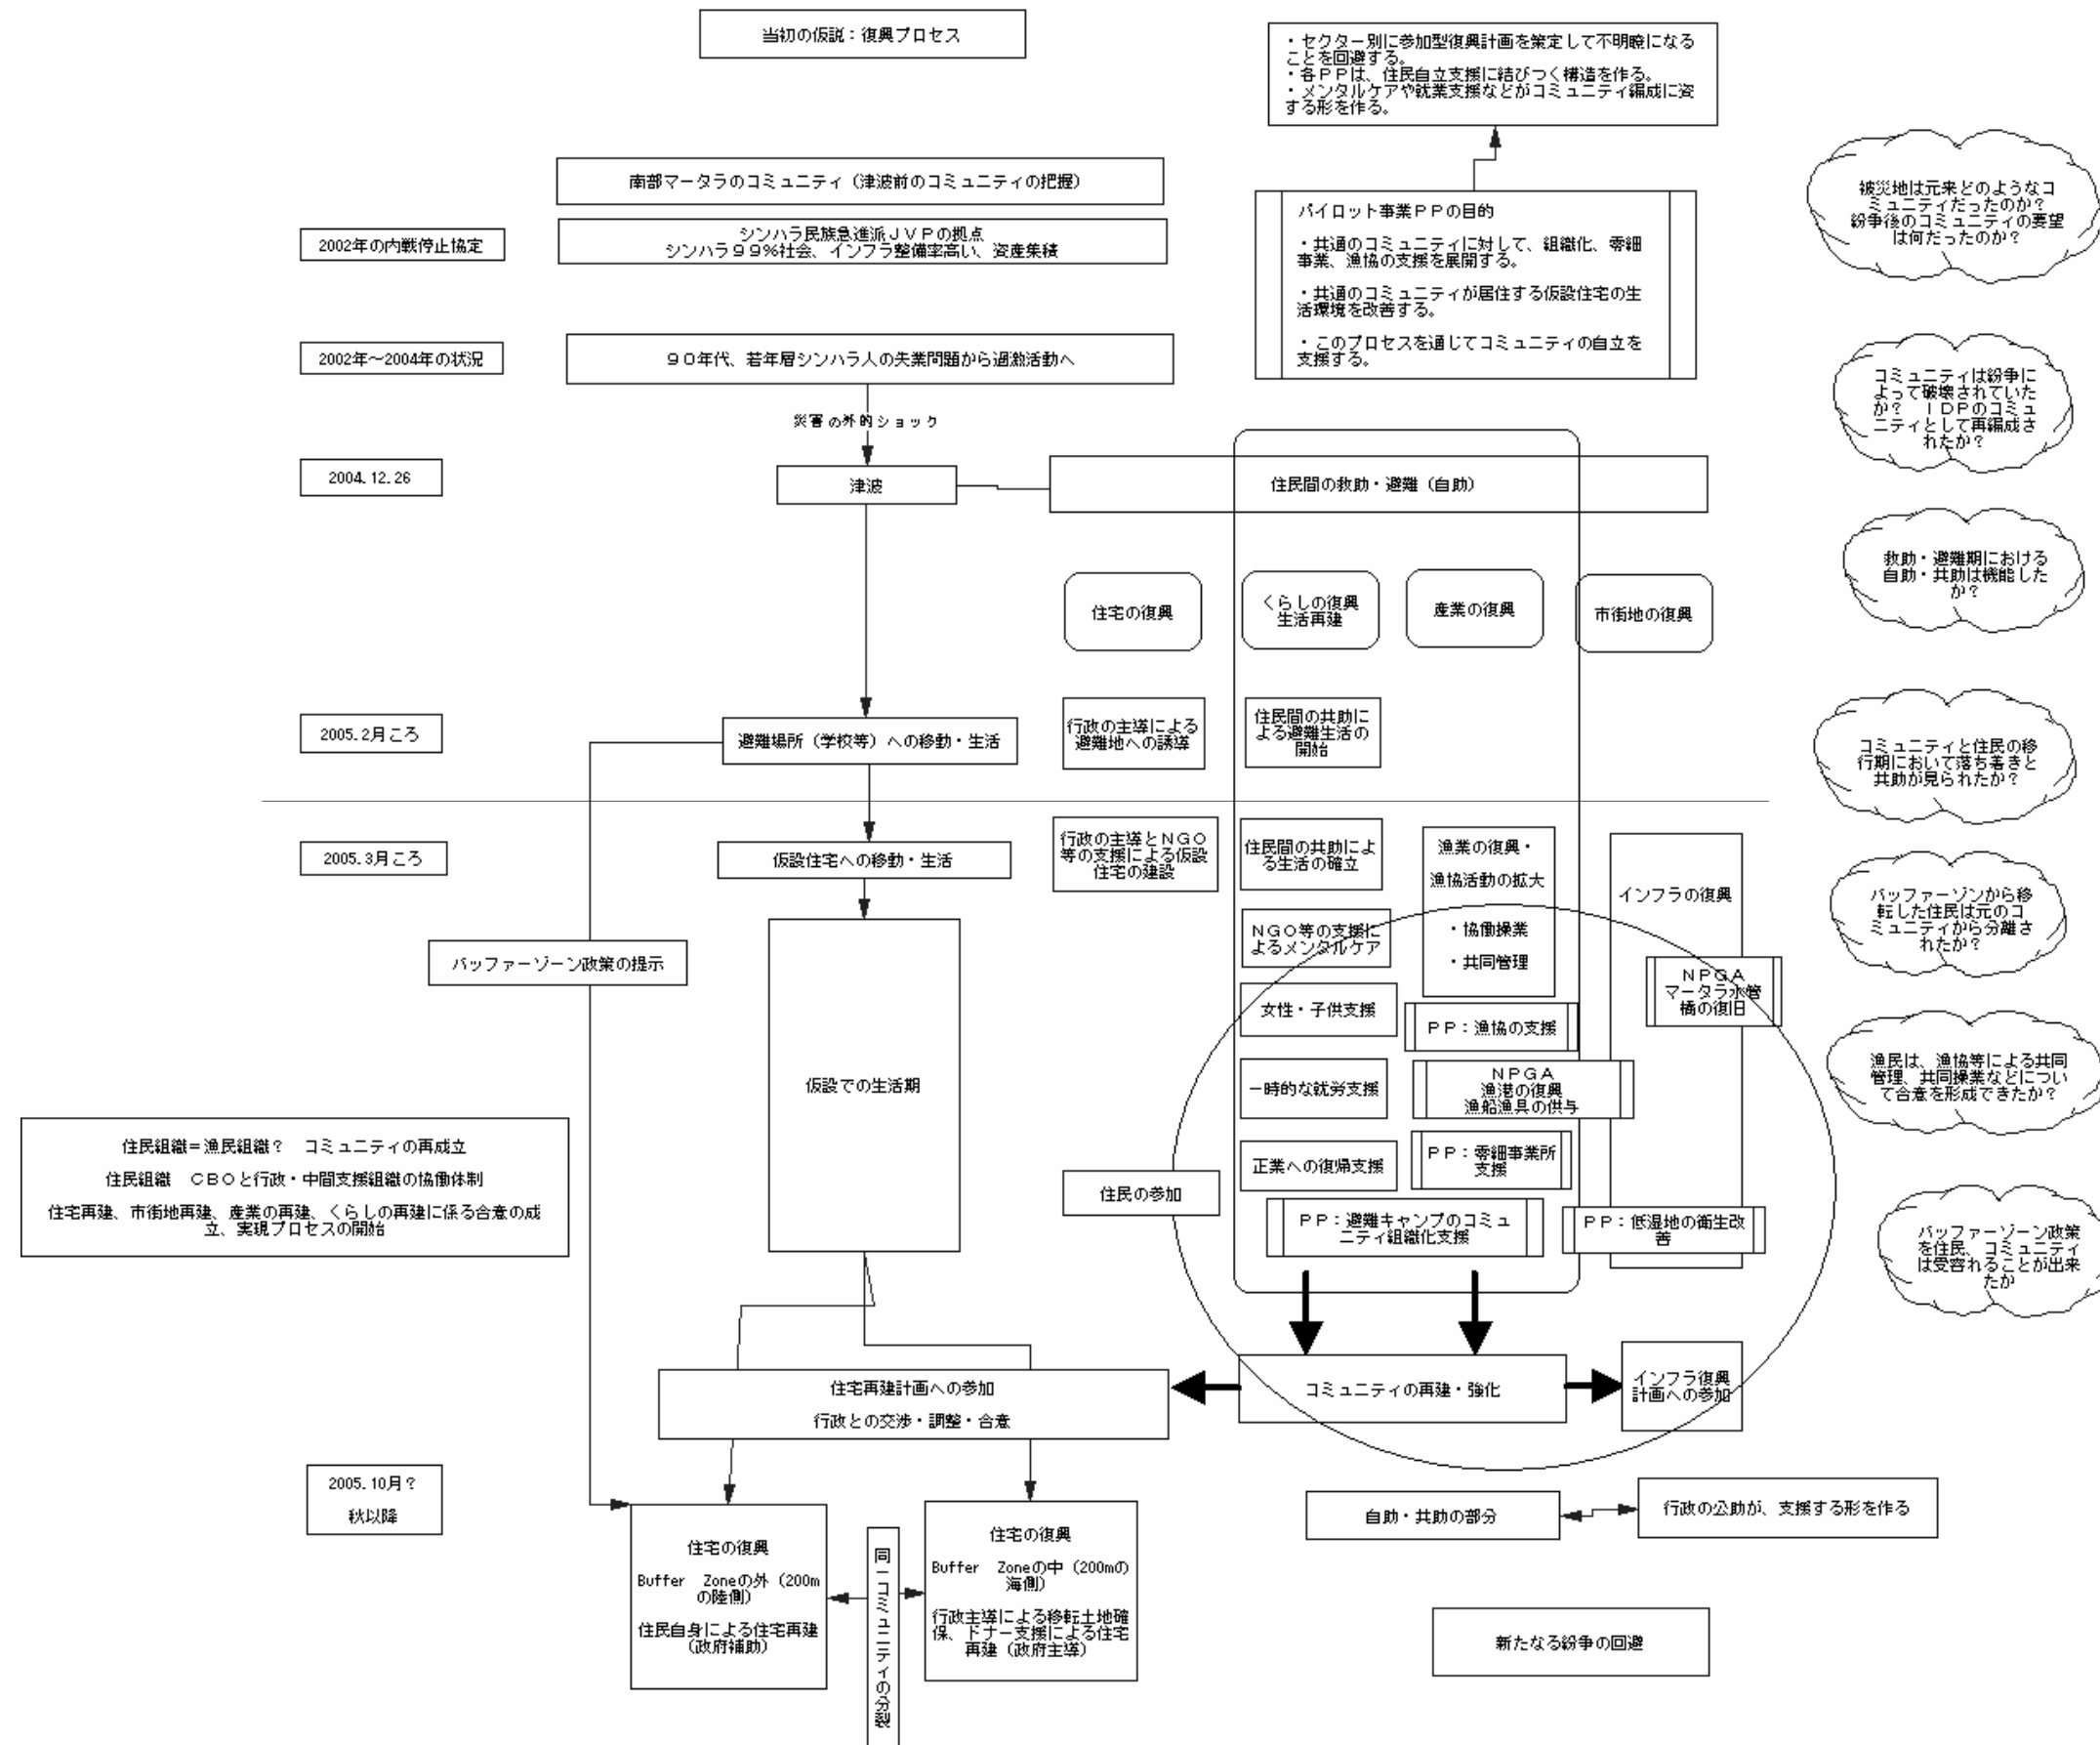 当初の仮説：復興プロセス
・セクター別に参加型復興計画を策定して不明瞭になる
ことを回避する。
・各ＰＰは、住民自立支援に結びつく構造を作る。
・メンタルケアや就業支援などがコミュニティ編成に資
する形を作る。
南部マータラのコミュニティ（津波前のコミュニティの把握）
2002年の内戦停止協定
シンハラ民族急進派ＪＶＰの拠点
シンハラ９９％社会、インフラ整備率高い、資産集積
パイロット事業ＰＰの目的
・共通のコミュニティに対して、組織化、零細
事業、漁協の支援を展開する。
・共通のコミュニティが居住する仮設住宅の生
活環境を改善する。
・このプロセスを通じてコミュニティの自立を
支援する。
被災地は元来どのようなコ
ミュニティだったのか？
紛争後のコミュニティの要望
は何だったのか？
2002年～2004年の状況
９０年代、若年層シンハラ人の失業問題から過激活動へ
災害の外的ショック
コミュニティは紛争に
よって破壊されていた
か？　ＩＤＰのコミュ
ニティとして再編成さ
れたか？
2004.12.26
津波
住民間の救助・避難（自助）
救助・避難期における
自助・共助は機能した
か？
住宅の復興
くらしの復興
生活再建
産業の復興
市街地の復興
2005.2月ころ
避難場所（学校等）への移動・生活
行政の主導による
避難地への誘導
住民間の共助に
よる避難生活の
開始
コミュニティと住民の移
行期において落ち着きと
共助が見られたか？
2005.3月ころ
仮設住宅への移動・生活
行政の主導とＮＧＯ
等の支援による仮設
住宅の建設
住民間の共助によ
る生活の確立
漁業の復興・
漁協活動の拡大
・協働操業
・共同管理
インフラの復興
バッファーゾンから移
転した住民は元のコ
ミュニティから分離さ
れたか？
ＮＧＯ等の支援に
よるメンタルケア
バッファーゾーン政策の提示
ＮＰＧＡ
マータラ水管
橋の復旧
女性・子供支援
ＰＰ：漁協の支援
仮設での生活期
一時的な就労支援
ＮＰＧＡ
漁港の復興
漁船漁具の供与
漁民は、漁協等による共同
管理、共同操業などについ
て合意を形成できたか？
住民組織＝漁民組織？　コミュニティの再成立
住民組織　ＣＢＯと行政・中間支援組織の協働体制
住宅再建、市街地再建、産業の再建、くらしの再建に係る合意の成
立、実現プロセスの開始
正業への復帰支援
ＰＰ：零細事業所
支援
住民の参加
ＰＰ：避難キャンプのコミュ
ニティ組織化支援
ＰＰ：低湿地の衛生改
善
バッファーゾーン政策
を住民、コミュニティ
は受容れることが出来
たか
住宅再建計画への参加
行政との交渉・調整・合意
コミュニティの再建・強化
インフラ復興
計画への参加
2005.10月？
秋以降
自助・共助の部分
行政の公助が、支援する形を作る
住宅の復興
Buffer　Zoneの外（200m
の陸側）
住民自身による住宅再建
（政府補助）
同一コミュニティの分裂
住宅の復興
Buffer　Zoneの中（200mの
海側）
行政主導による移転土地確
保、ドナー支援による住宅
再建（政府主導）
新たなる紛争の回避